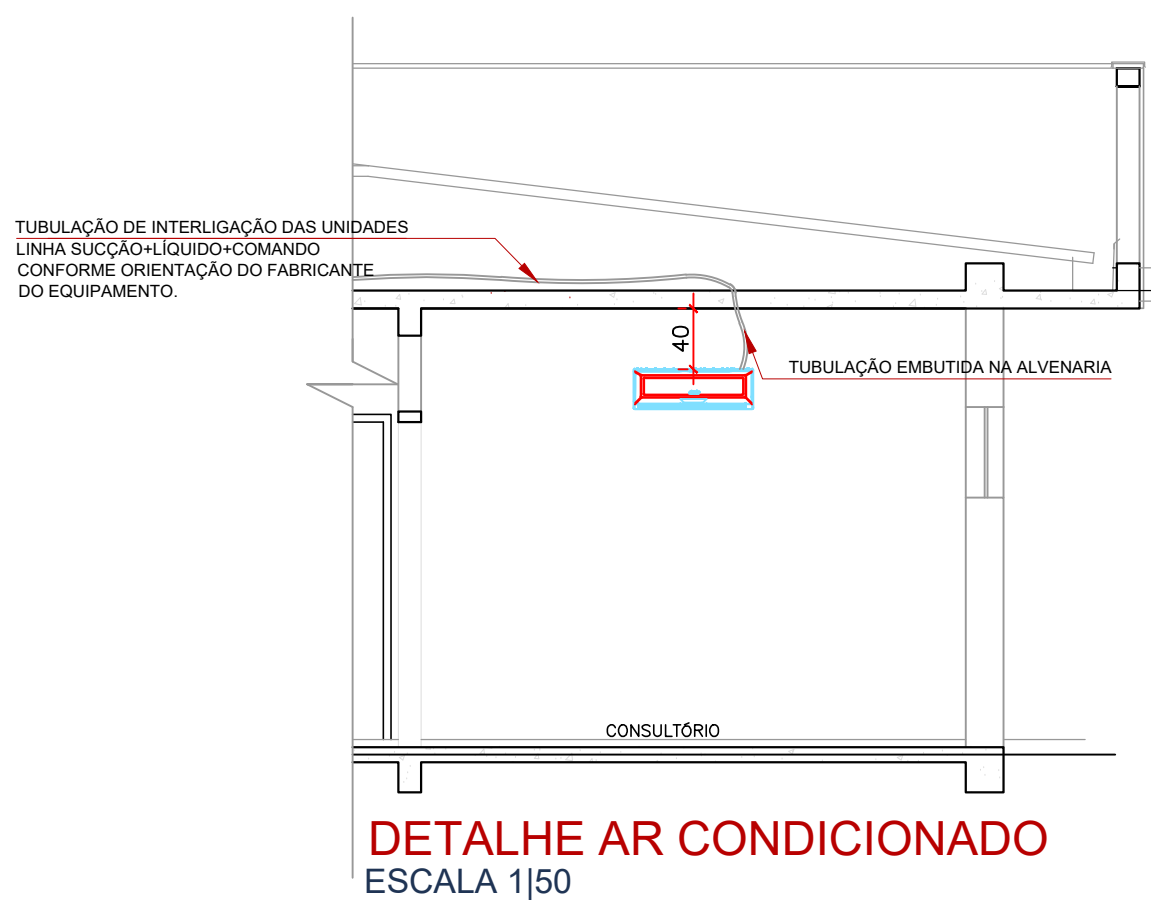 TUBULAÇÃO DE INTERLIGAÇÃO DAS UNIDADES
LINHA SUCÇÃO+LÍQUIDO+COMANDO
CONFORME ORIENTAÇÃO DO FABRICANTE
DO EQUIPAMENTO.
40
TUBULAÇÃO EMBUTIDA NA ALVENARIA
CONSULTÓRIO
DETALHE AR CONDICIONADO
ESCALA 1|50